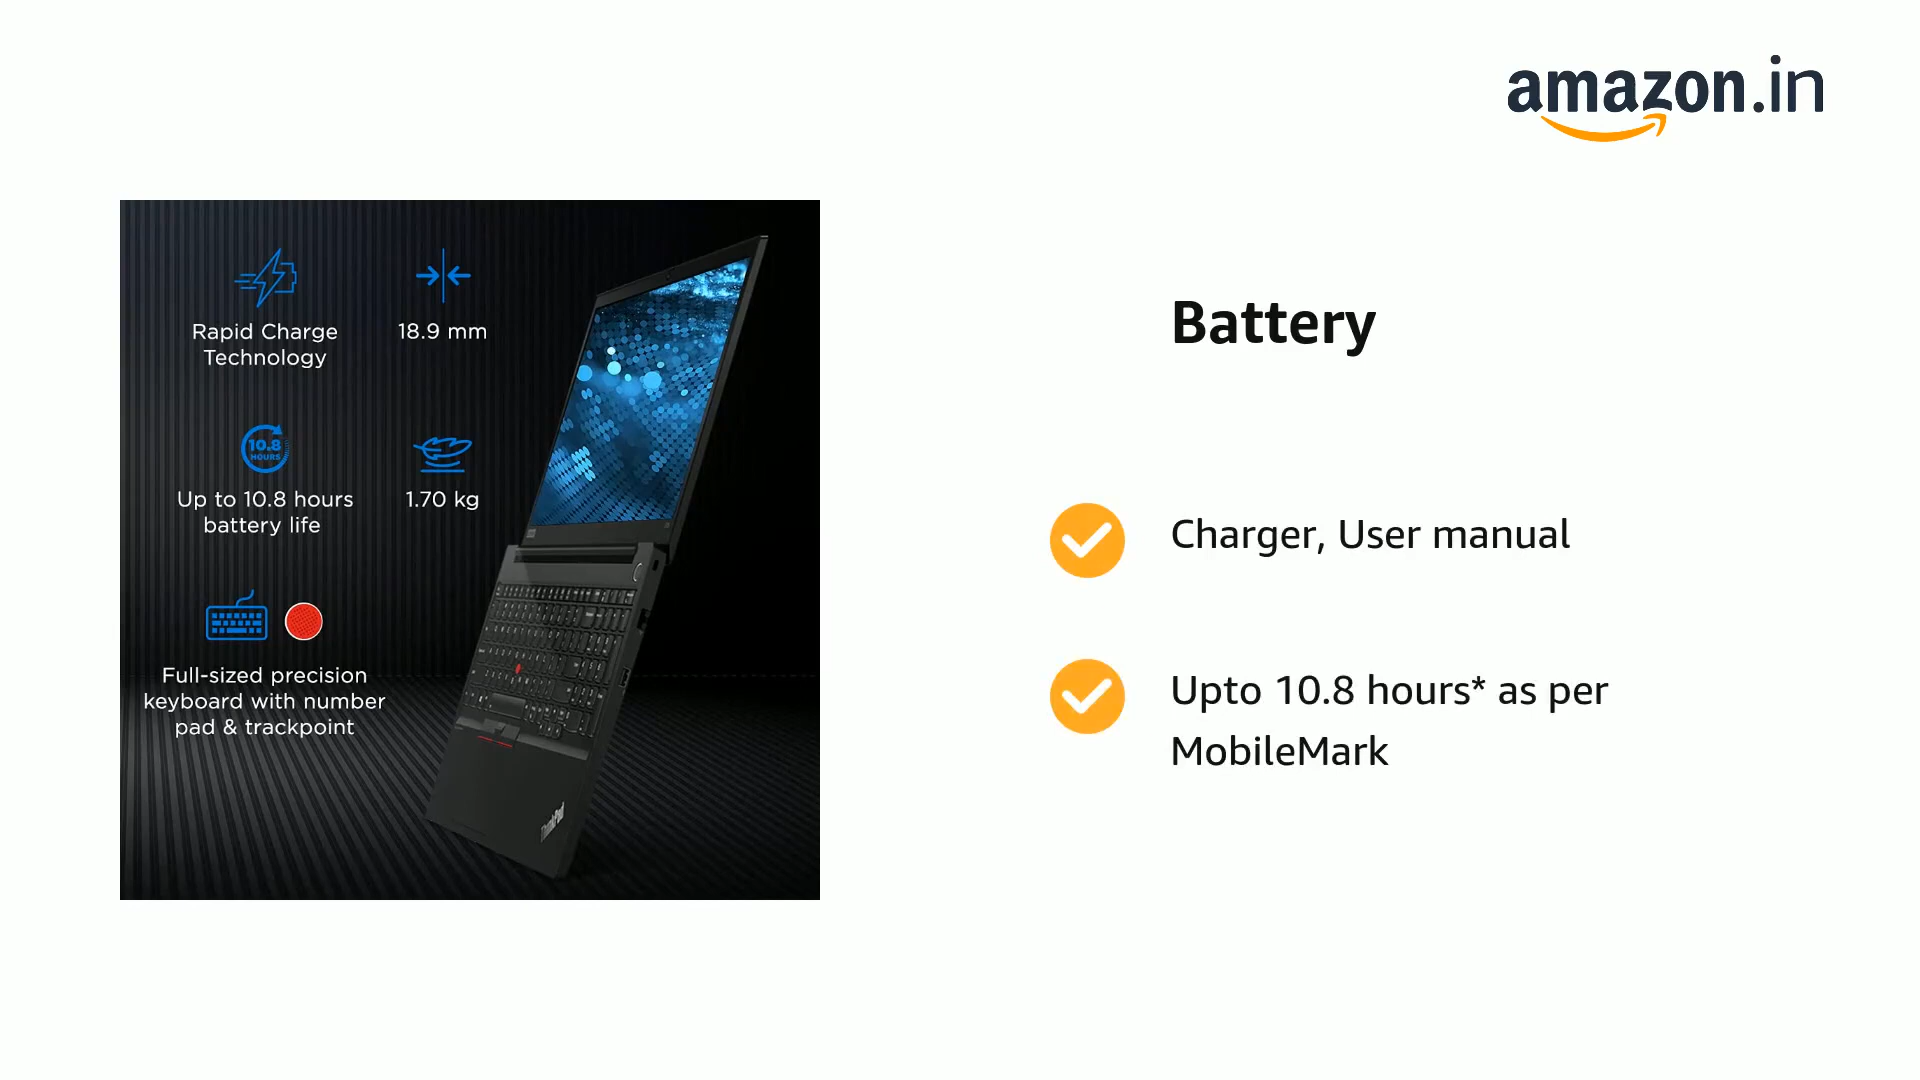 amazon.in
Rapid Charge
Technology
18.9 mm
10.8
HOURS
Up to 10.8 hours
battery life
1.70 kg
Full-sized precision
keyboard with number
pad & trackpoint
ThinkPad
Battery
Charger, User manual
Upto 10.8 hours* as per
MobileMark